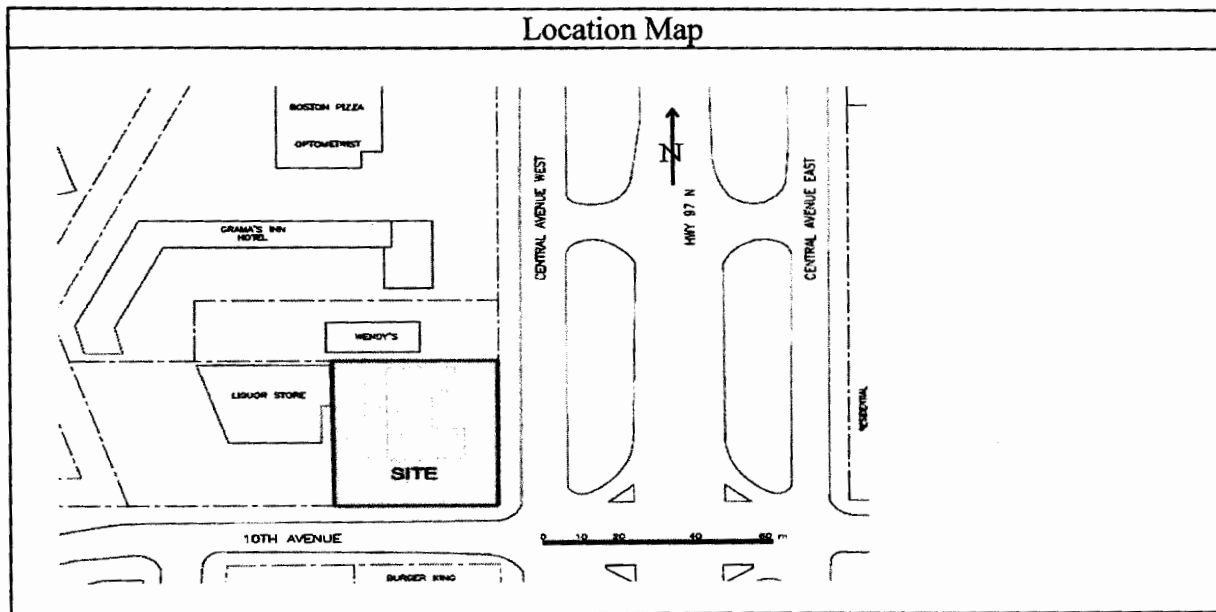 Location Map
BOSTON PIZZA
OPTOMETRIST
N
CENTRAL AVENUE WEST
HWY 97 N
CENTRAL AVENUE EAST
GRAMA'S INN
HOTEL
WENDY'S
LIQUOR STORE
RESIDENTIAL
SITE
10TH AVENUE
0 20 40 60 m
BURGER KING